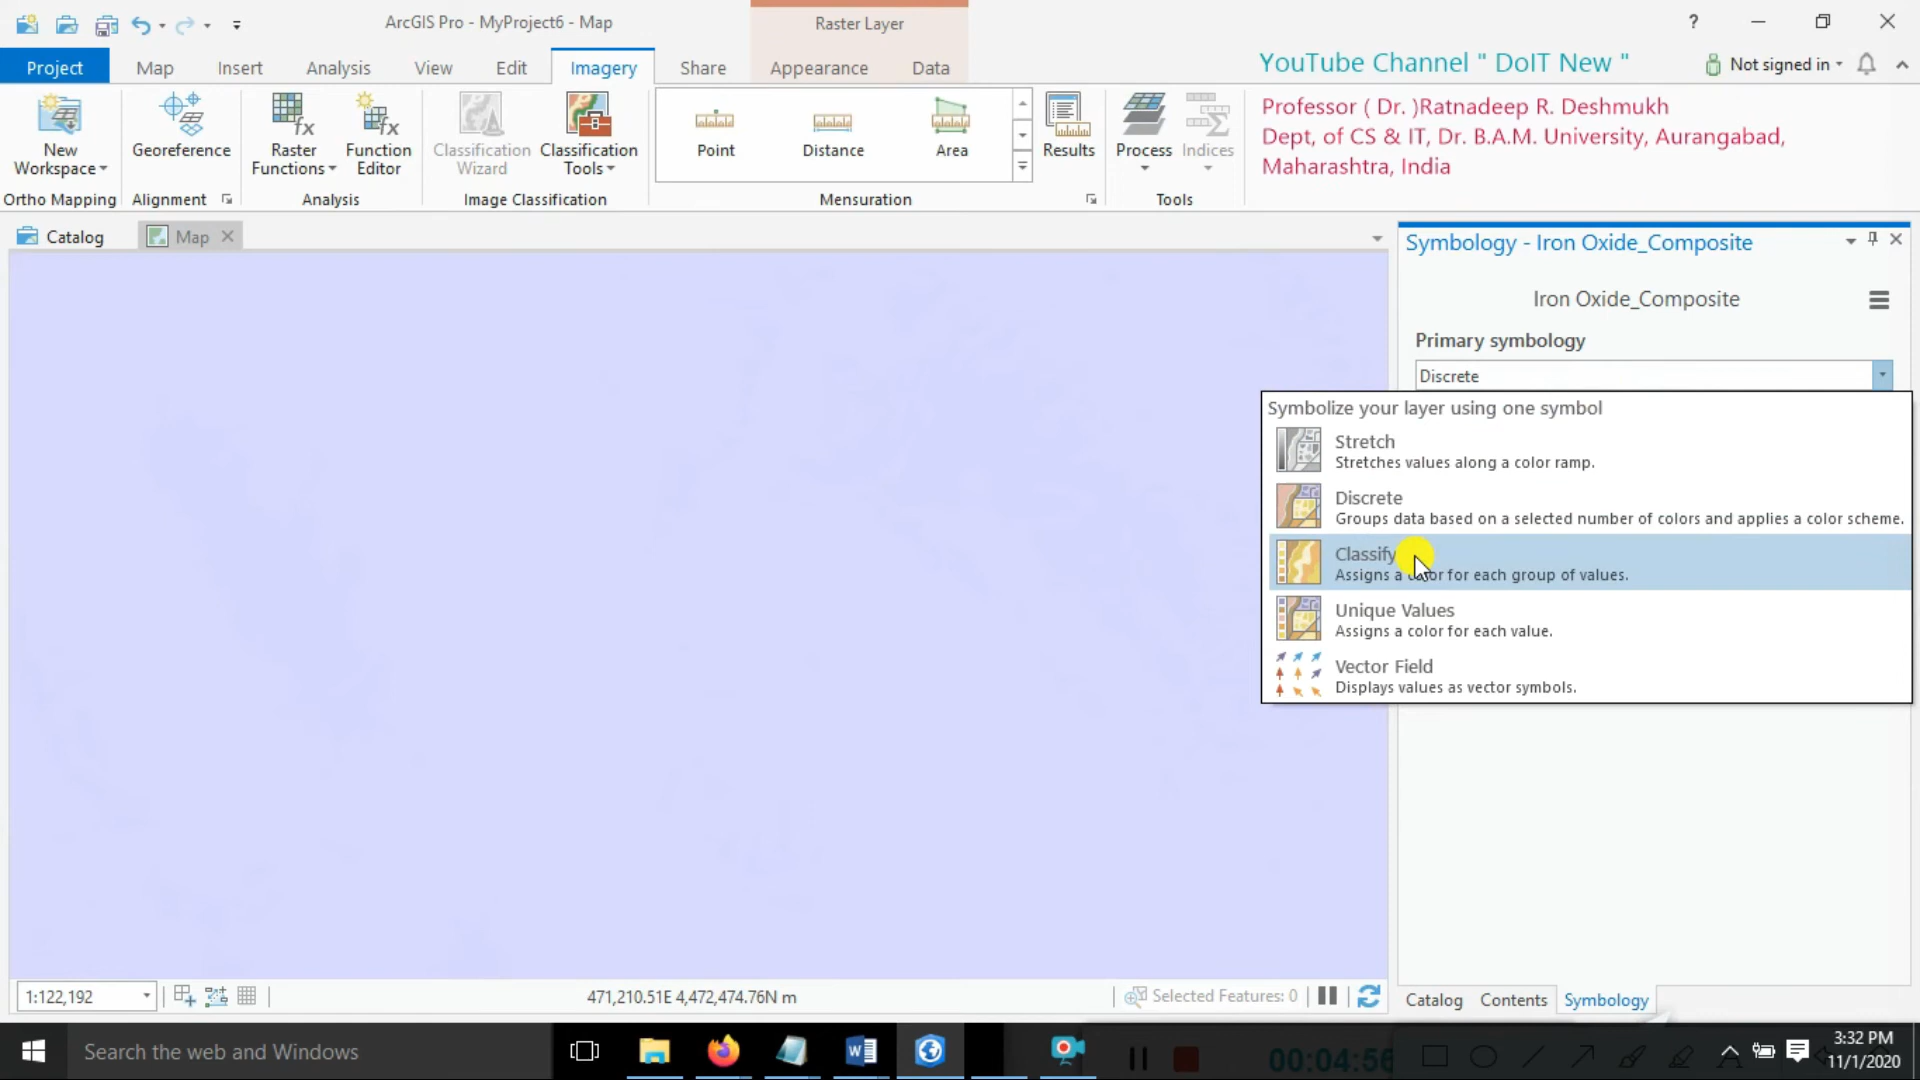 ArcGIS Pro - MyProject6 - Map
Raster Layer
?
Project
Map
Insert
Analysis
View
Edit
Imagery
Share
Appearance
Data
YouTube Channel " DoIT New "
Not signed in
New
Workspace
Georeference
Raster
Functions
Function
Editor
Classification
Wizard
Classification
Tools
Point
Distance
Area
Results
Process
Indices
Professor ( Dr. )Ratnadeep R. Deshmukh
Dept, of CS & IT, Dr. B.A.M. University, Aurangabad,
Maharashtra, India
Ortho Mapping
Alignment
Analysis
Image Classification
Mensuration
Tools
Catalog
Map
Symbology - Iron Oxide_Composite
Iron Oxide_Composite
Primary symbology
Discrete
Symbolize your layer using one symbol
Stretch
Stretches values along a color ramp.
Discrete
Groups data based on a selected number of colors and applies a color scheme.
Classify
Assigns a color for each group of values.
Unique Values
Assigns a color for each value.
Vector Field
Displays values as vector symbols.
1:122,192
471,210.51E 4,472,474.76N m
Selected Features: 0
Catalog
Contents
Symbology
Search the web and Windows
00:04:56
3:32 PM
11/1/2020